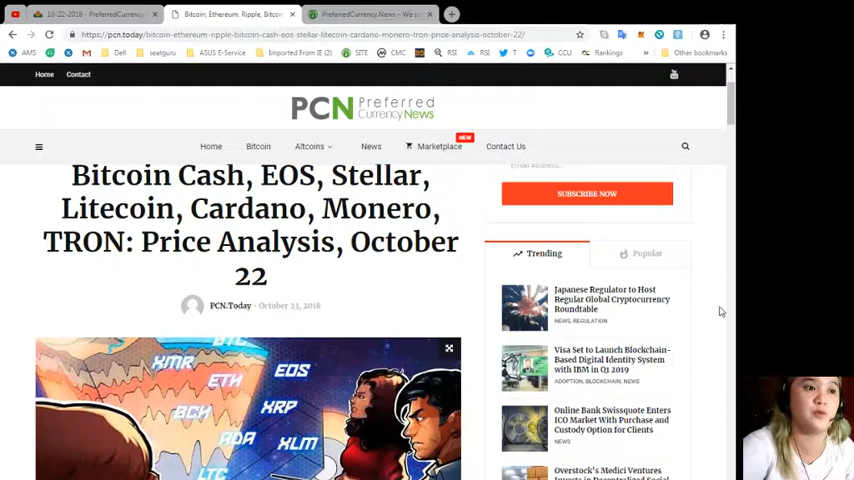 10-22-2018 - PreferredCurrency
Bitcoin, Ethereum, Ripple, Bitcoin
PreferredCurrency.News – We p
https://pcn.today/bitcoin-ethereum-ripple-bitcoin-cash-eos-stellar-litecoin-cardano-monero-tron-price-analysis-october-22/
AMS
Dell
seatguru
ASUS E-Service
Imported From IE (2)
SITE
CMC
RSI
RSI
CCU
Rankings
Other bookmarks
Home
Contact
PCN Preferred Currency News
Home
Bitcoin
Altcoins
News
Marketplace
NEW
Contact Us
Bitcoin Cash, EOS, Stellar,
Litecoin, Cardano, Monero,
TRON: Price Analysis, October
22
PCN.Today - October 23, 2018
XMR
ETH
EOS
BCH
XRP
ADA
XLM
LTC
BTC
Email Address...
SUBSCRIBE NOW
Trending
Popular
Japanese Regulator to Host
Regular Global Cryptocurrency
Roundtable
NEWS, REGULATION
Visa Set to Launch Blockchain-
Based Digital Identity System
with IBM in Q1 2019
ADOPTION, BLOCKCHAIN, NEWS
Online Bank Swissquote Enters
ICO Market With Purchase and
Custody Option for Clients
NEWS
Overstock's Medici Ventures
Invests in Decentralized Social